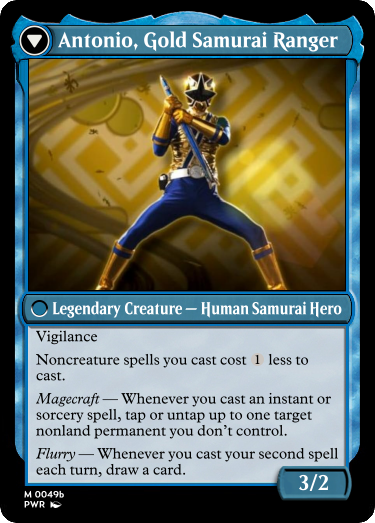 Antonio, Gold Samurai Ranger
Legendary Creature — Human Samurai Hero
Vigilance
Noncreature spells you cast cost 1 less to
cast.
Magecraft — Whenever you cast an instant or
sorcery spell, tap or untap up to one target
nonland permanent you don't control.
Flurry — Whenever you cast your second spell
each turn, draw a card.
3/2
M 0049b
PWR